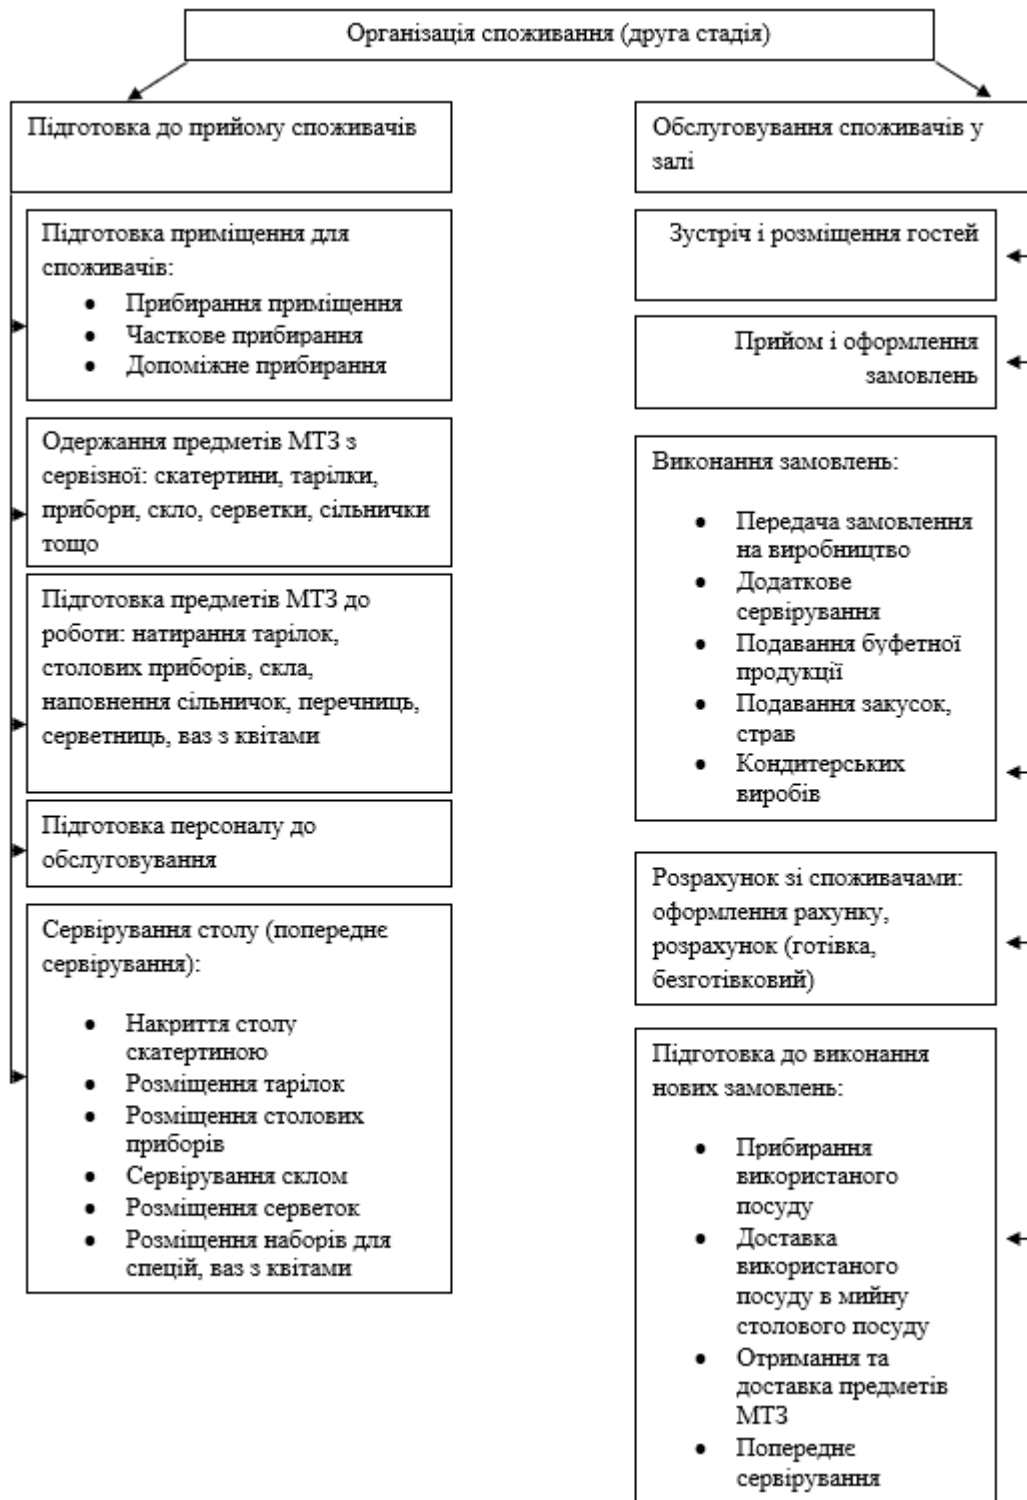 Організація споживання (друга стадія)
Підготовка до прийому споживачів
Підготовка приміщення для
споживачів:
• Прибирання приміщення
• Часткове прибирання
• Допоміжне прибирання
Одержання предметів МТЗ з
сервізної: скатертини, тарілки,
прибори, скло, серветки, сільнички
тощо
Підготовка предметів МТЗ до
роботи: натирання тарілок,
столових приборів, скла,
наповнення сільничок, перечниць,
серветниць, ваз з квітами
Підготовка персоналу до
обслуговування
Сервірування столу (попереднє
сервірування):
• Накриття столу
скатертиною
• Розміщення тарілок
• Розміщення столових
приборів
• Сервірування склом
• Розміщення серветок
• Розміщення наборів для
спецій, ваз з квітами
Обслуговування споживачів у
залі
Зустріч і розміщення гостей
Прийом і оформлення
замовлень
Виконання замовлень:
• Передача замовлення
на виробництво
• Додаткове
сервірування
• Подавання буфетної
продукції
• Подавання закусок,
страв
• Кондитерських
виробів
Розрахунок зі споживачами:
оформлення рахунку,
розрахунок (готівка,
безготівковий)
Підготовка до виконання
нових замовлень:
• Прибирання
використаного
посуду
• Доставка
використаного
посуду в мийну
столового посуду
• Отримання та
доставка предметів
МТЗ
• Попереднє
сервірування